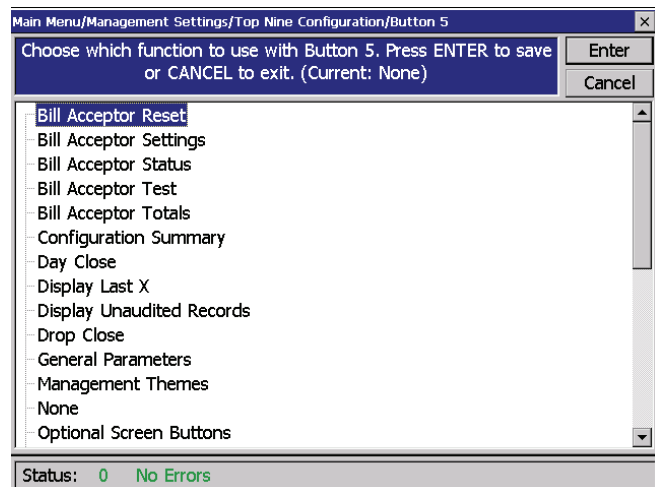 Main Menu/Management Settings/Top Nine Configuration/Button 5
Choose which function to use with Button 5. Press ENTER to save
or CANCEL to exit. (Current: None)
Enter
Cancel
Bill Acceptor Reset
Bill Acceptor Settings
Bill Acceptor Status
Bill Acceptor Test
Bill Acceptor Totals
Configuration Summary
Day Close
Display Last X
Display Unaudited Records
Drop Close
General Parameters
Management Themes
None
Optional Screen Buttons
Status: 0 No Errors